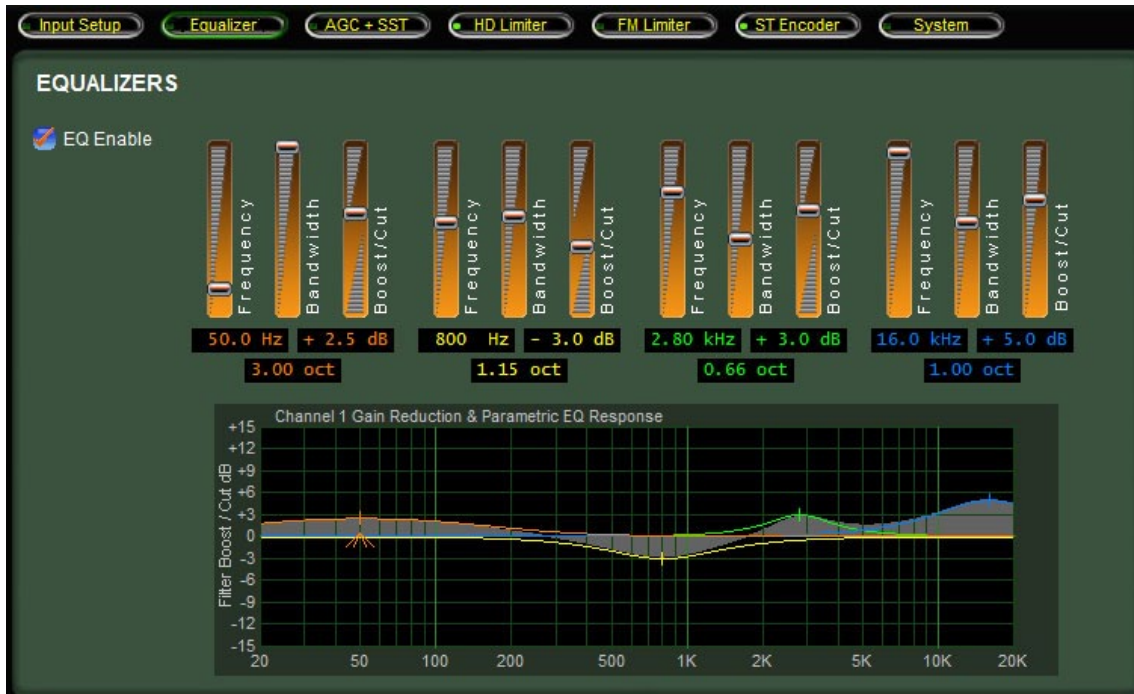 Input Setup Equalizer AGC + SST HD Limiter FM Limiter ST Encoder System
EQUALIZERS
EQ Enable
Frequency Bandwidth Boost/Cut Frequency Bandwidth Boost/Cut Frequency Bandwidth Boost/Cut Frequency Bandwidth Boost/Cut
50.0 Hz + 2.5 dB 800 Hz - 3.0 dB 2.80 kHz + 3.0 dB 16.0 kHz + 5.0 dB
3.00 oct 1.15 oct 0.66 oct 1.00 oct
Channel 1 Gain Reduction & Parametric EQ Response
Filter Boost / Cut dB
+15
+12
+9
+6
+3
0
-3
-6
-9
-12
-15
20 50 100 200 500 1K 2K 5K 10K 20K